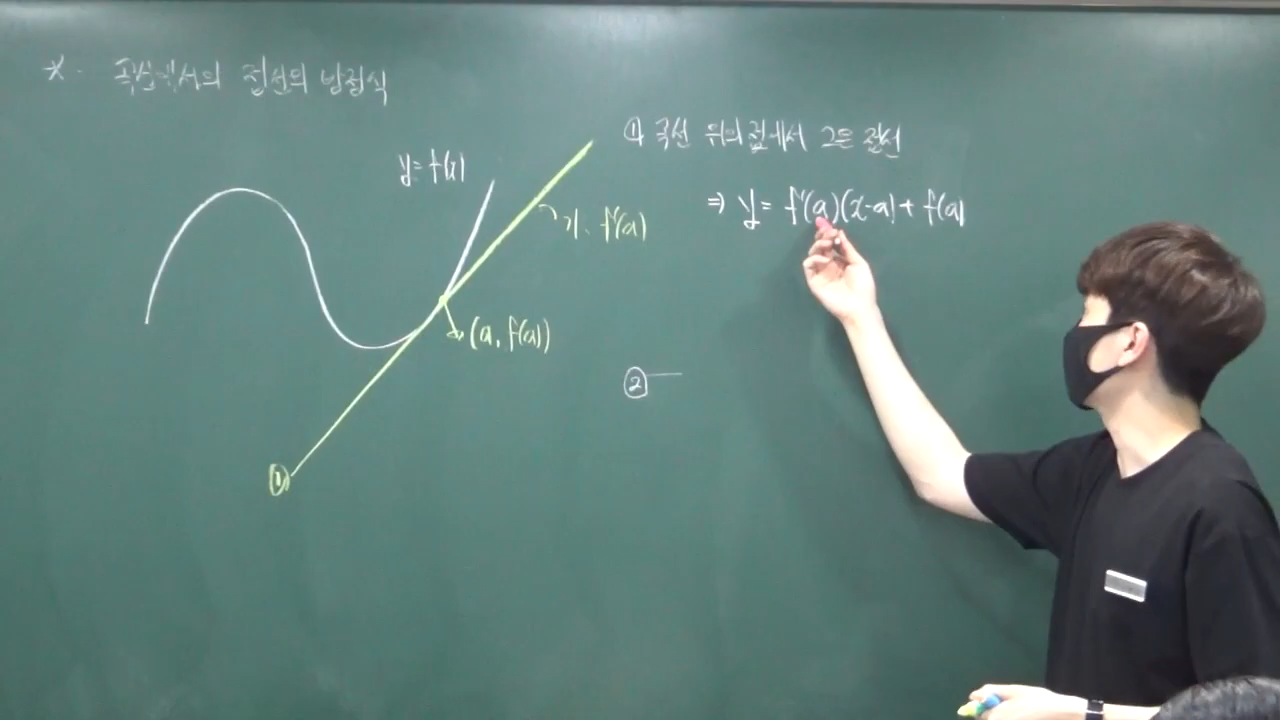 * 곡선에서의 접선의 방정식
① 곡선 위의 점에서 그은 접선
y = f(x)
⇒ y = f'(a)(x-a) + f(a)
기. f'(a)
(a, f(a))
②
①